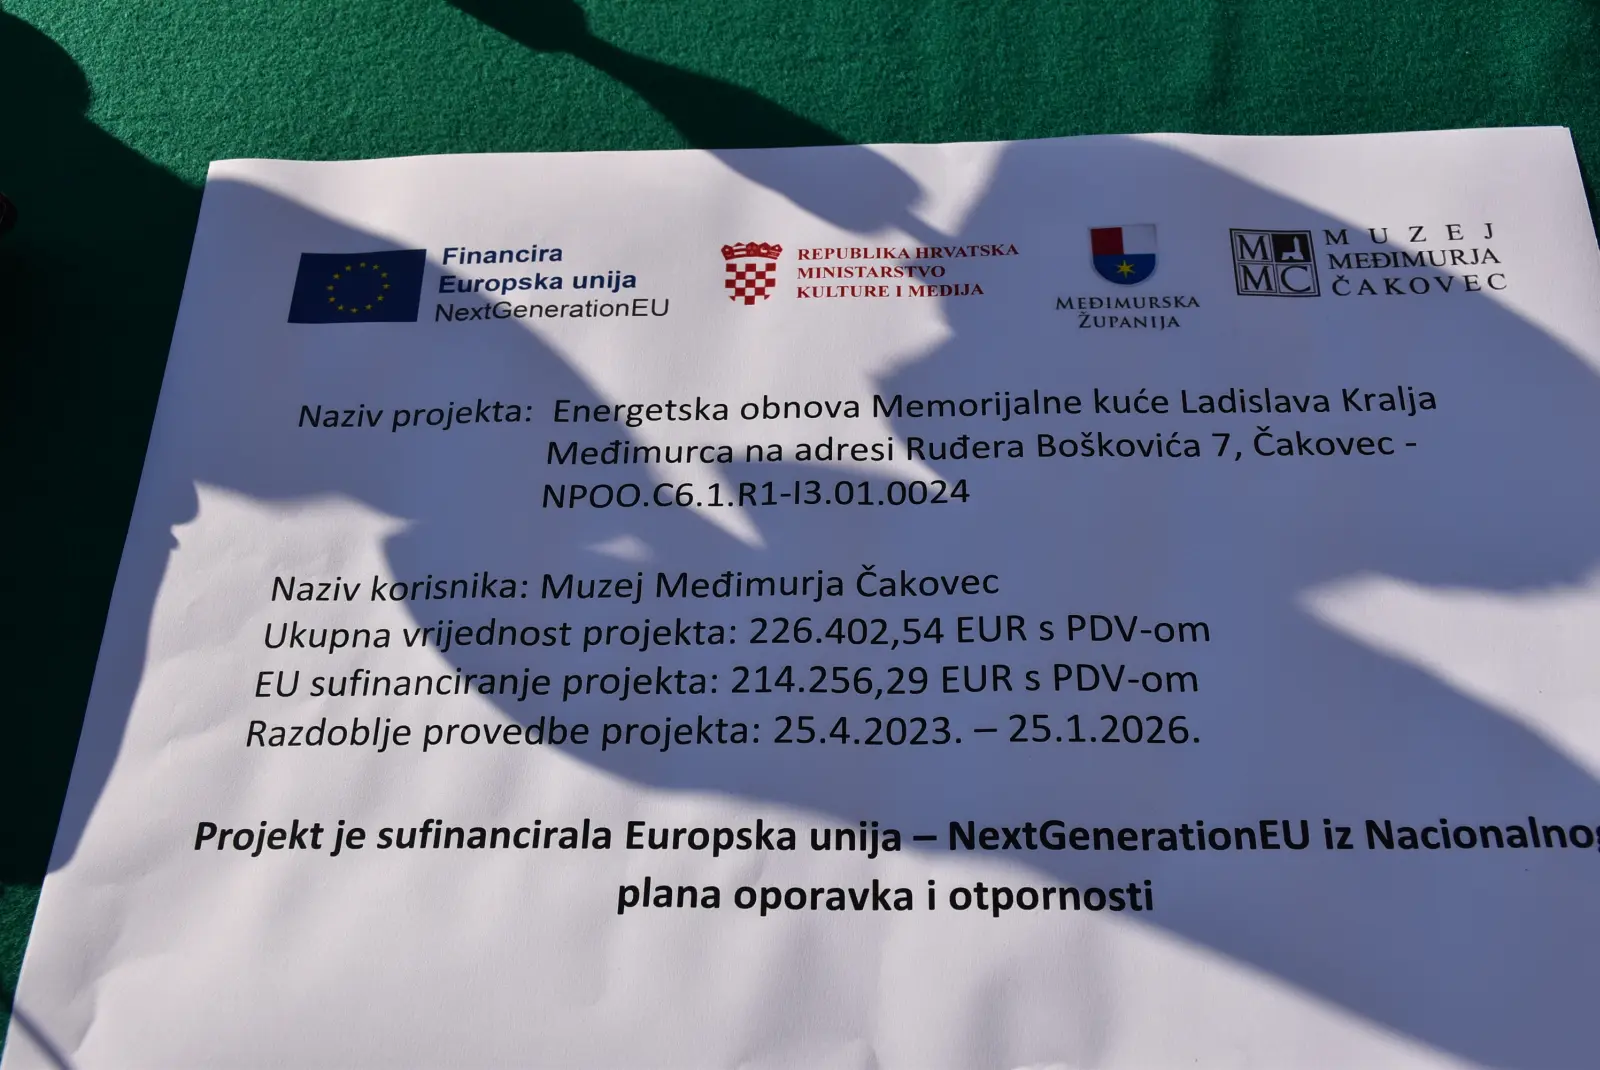 Financira
Europska unija
NextGenerationEU
REPUBLIKA HRVATSKA
MINISTARSTVO
KULTURE I MEDIJA
MEĐIMURSKA
ŽUPANIJA
M M
M C
MUZEJ
MEĐIMURJA
ČAKOVEC
Naziv projekta: Energetska obnova Memorijalne kuće Ladislava Kralja
Međimurca na adresi Ruđera Boškovića 7, Čakovec -
NPOO.C6.1.R1-I3.01.0024
Naziv korisnika: Muzej Međimurja Čakovec
Ukupna vrijednost projekta: 226.402,54 EUR s PDV-om
EU sufinanciranje projekta: 214.256,29 EUR s PDV-om
Razdoblje provedbe projekta: 25.4.2023. – 25.1.2026.
Projekt je sufinancirala Europska unija – NextGenerationEU iz Nacionalnog
plana oporavka i otpornosti